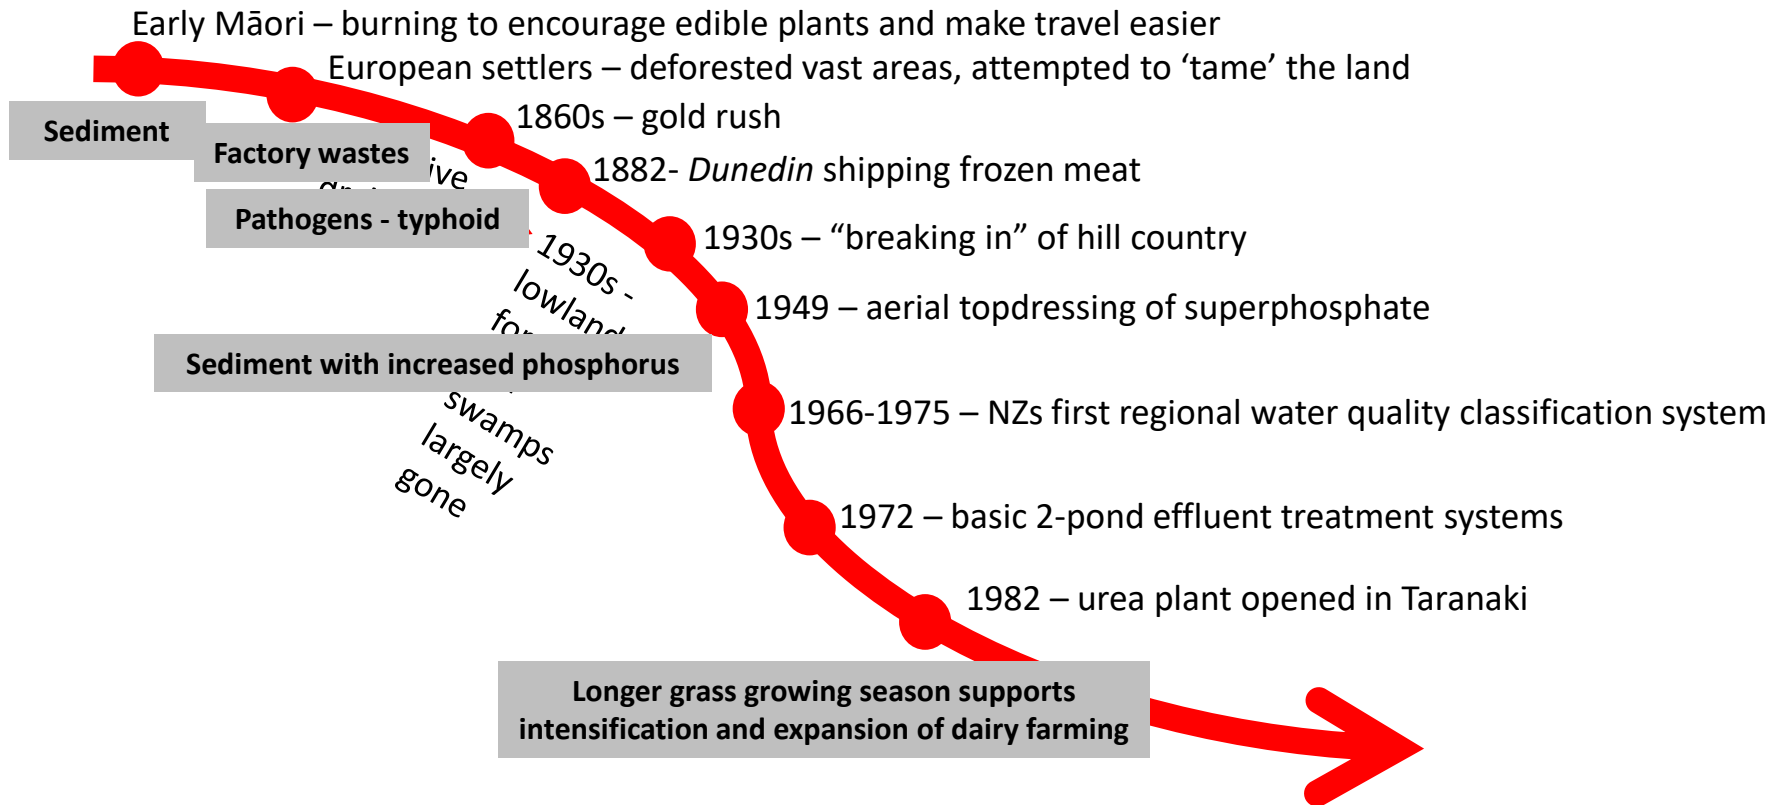 Early Māori – burning to encourage edible plants and make travel easier
European settlers – deforested vast areas, attempted to ‘tame’ the land
1860s – gold rush
Sediment
Factory wastes
1882- Dunedin shipping frozen meat
Pathogens - typhoid
1930s – “breaking in” of hill country
1930s -
lowland
swamps
largely
gone
1949 – aerial topdressing of superphosphate
Sediment with increased phosphorus
1966-1975 – NZs first regional water quality classification system
1972 – basic 2-pond effluent treatment systems
1982 – urea plant opened in Taranaki
Longer grass growing season supports
intensification and expansion of dairy farming